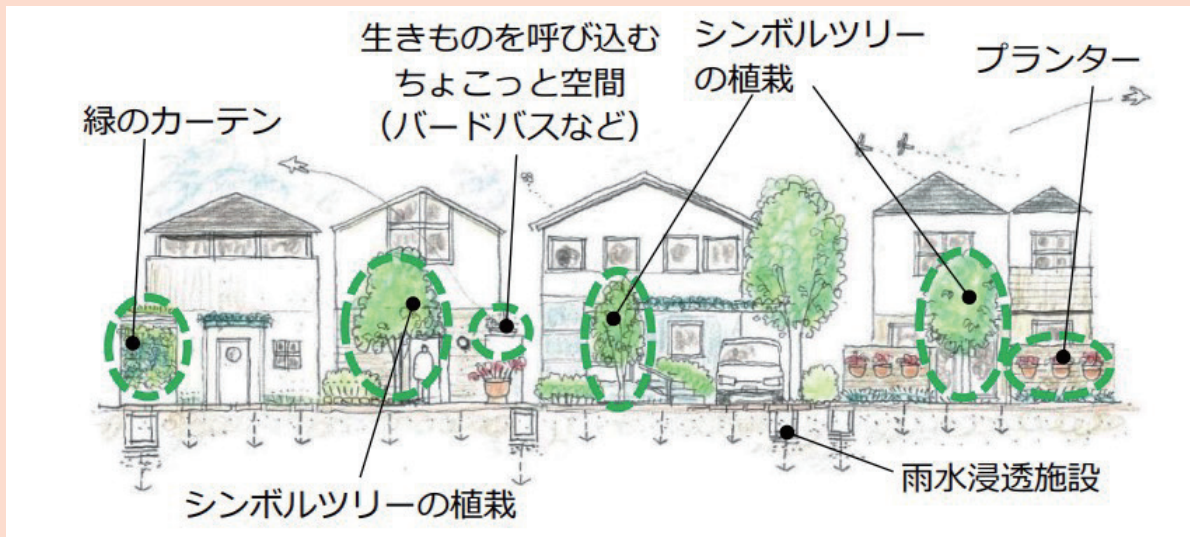 緑のカーテン
生きものを呼び込む
ちょこっと空間
（バードバスなど）
シンボルツリー
の植栽
プランター
シンボルツリーの植栽
雨水浸透施設